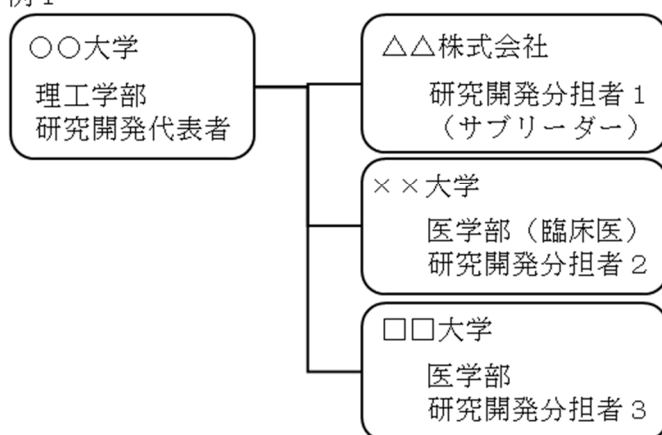 例１
○○大学
理工学部
研究開発代表者
△△株式会社
研究開発分担者１
（サブリーダー）
××大学
医学部（臨床医）
研究開発分担者２
□□大学
医学部
研究開発分担者３